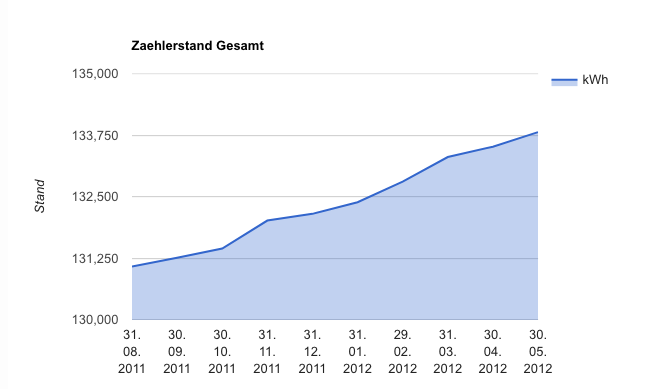 Zaehlerstand Gesamt
135,000
kWh
133,750
132,500
Stand
131,250
130,000
31. 30. 30. 31. 31. 31. 29. 31. 30. 30.
08. 09. 10. 11. 12. 01. 02. 03. 04. 05.
2011 2011 2011 2011 2011 2012 2012 2012 2012 2012